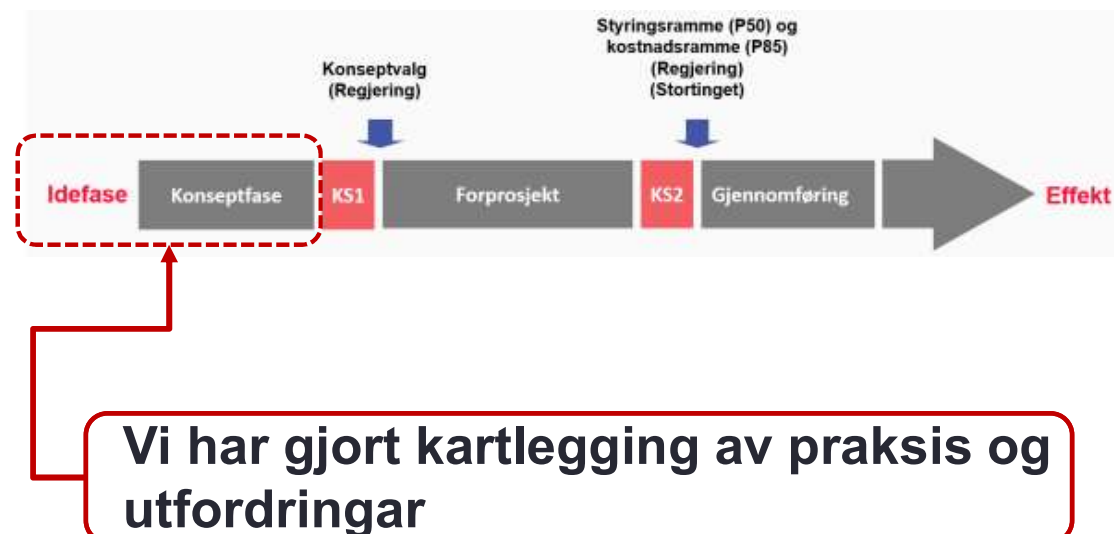 Styringsramme (P50) og
kostnadsramme (P85)
(Regjering)
(Stortinget)
Konseptvalg
(Regjering)
Idefase
Konseptfase
KS1
Forprosjekt
KS2
Gjennomføring
Effekt
Vi har gjort kartlegging av praksis og
utfordringar